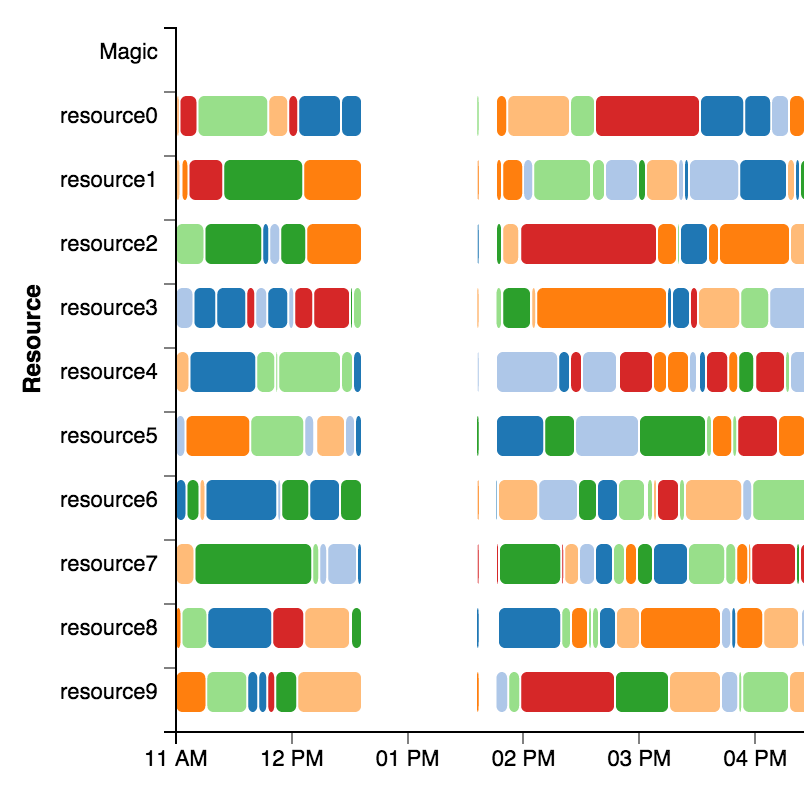 Magic
resource0
resource1
resource2
resource3
resource4
resource5
resource6
resource7
resource8
resource9
Resource
11 AM 12 PM 01 PM 02 PM 03 PM 04 PM